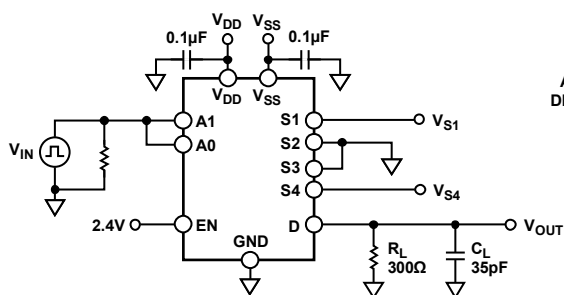 VDD VSS
0.1µF 0.1µF
VDD VSS
A1 S1 VS1
A0 S2
VIN
S3
S4 VS4
2.4V EN D VOUT
GND
RL
300Ω
CL
35pF
A